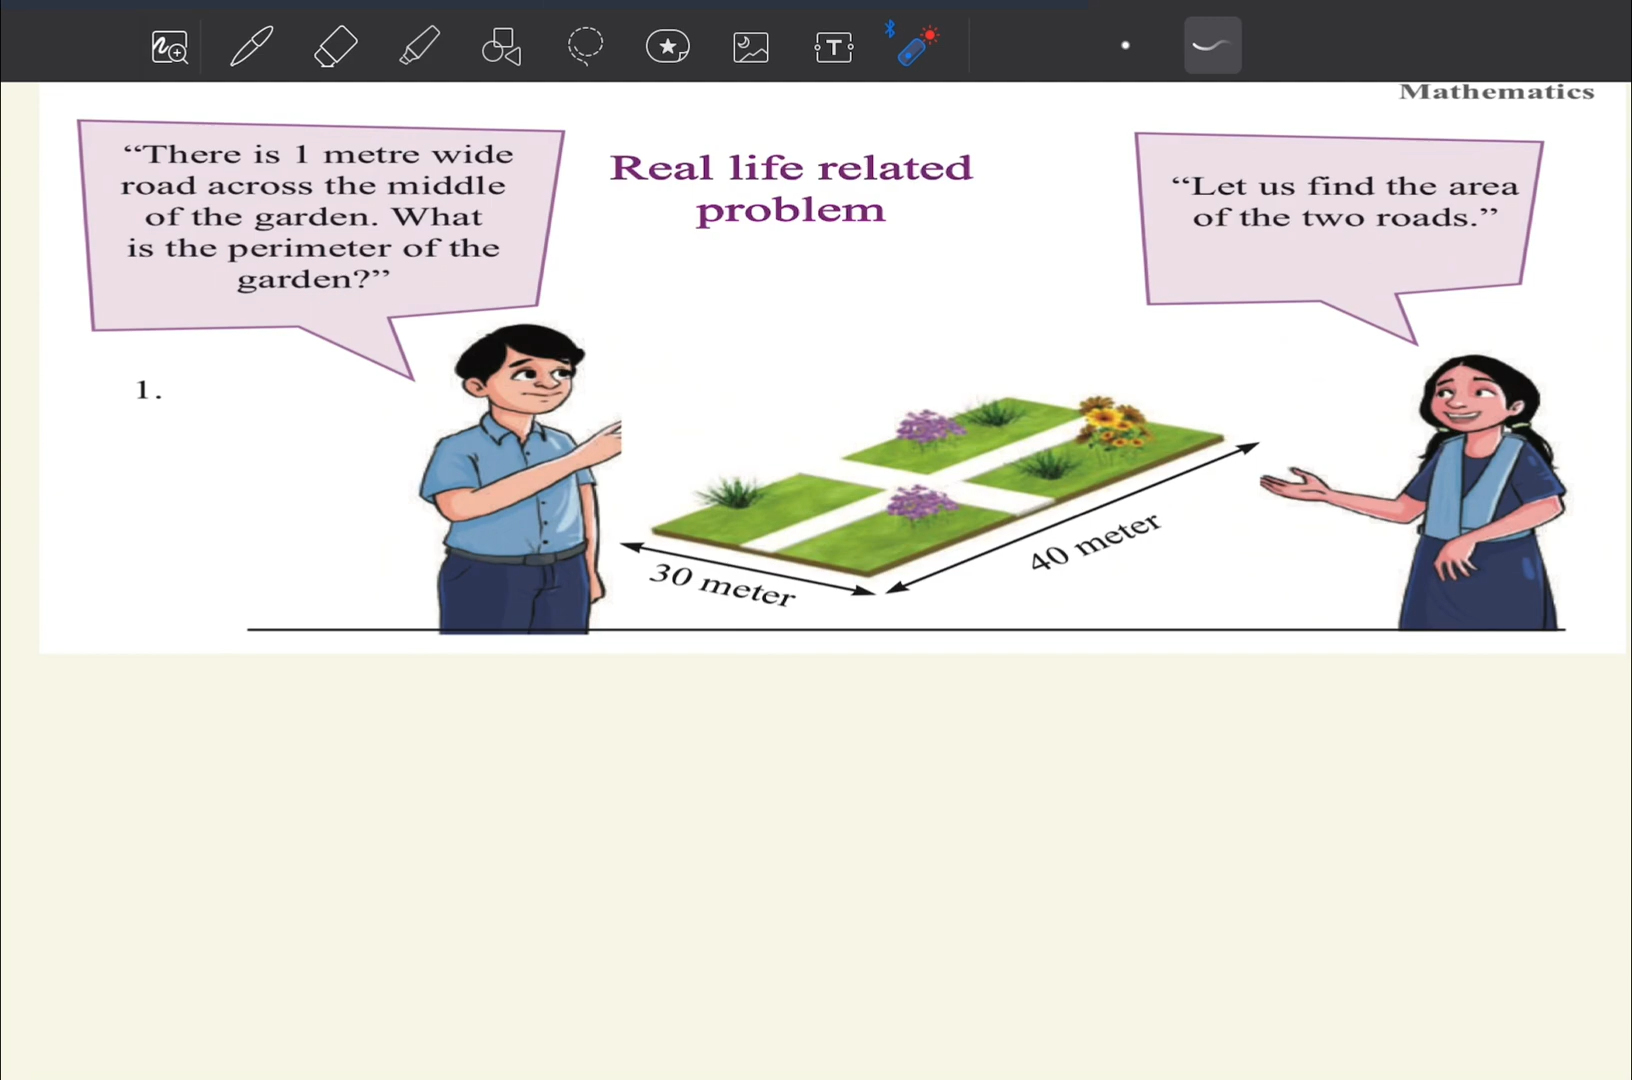 Mathematics
“There is 1 metre wide
road across the middle
of the garden. What
is the perimeter of the
garden?”
Real life related
problem
“Let us find the area
of the two roads.”
1.
30 meter
40 meter